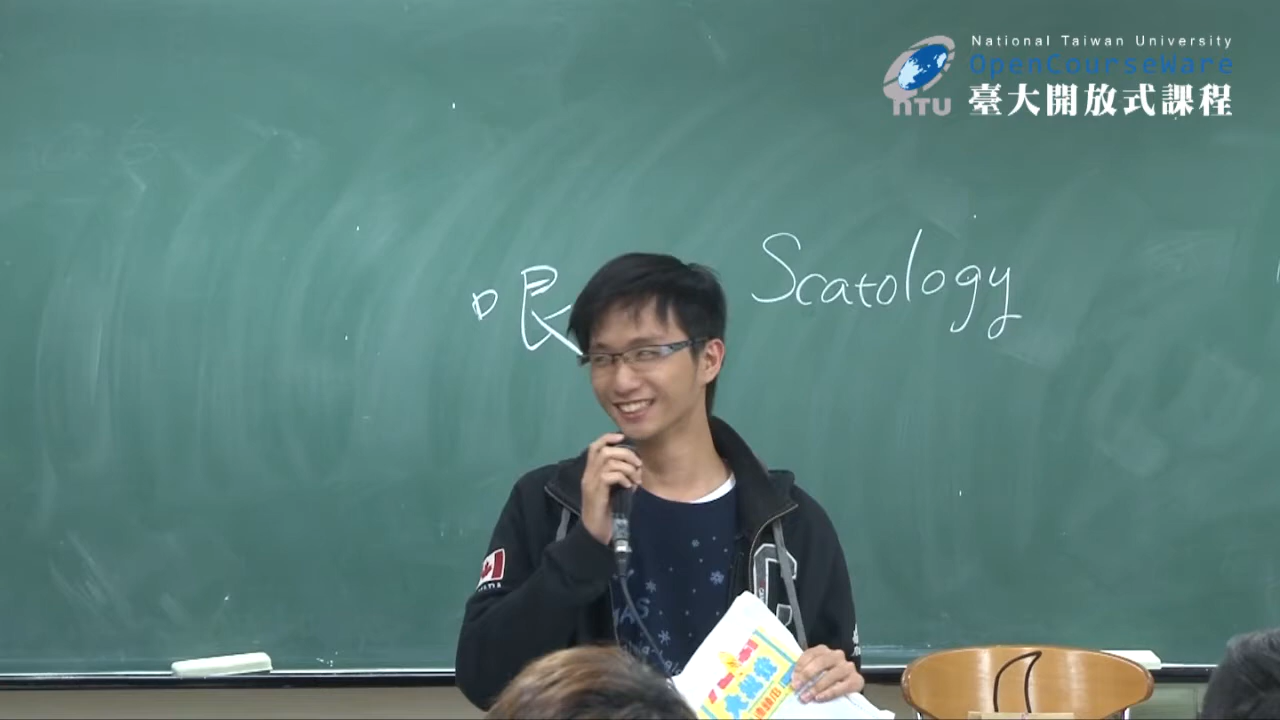 National Taiwan University
OpenCourseWare
NTU
臺大開放式課程
哏
Scatology